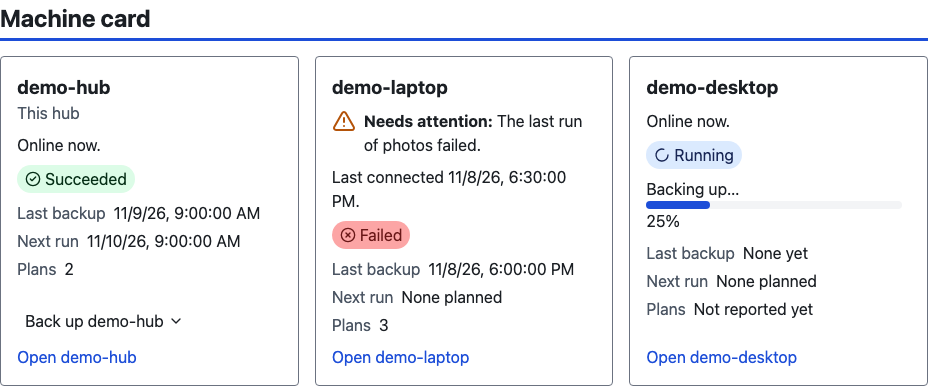 Machine card
demo-hub
This hub
Online now.
Succeeded
Last backup 11/9/26, 9:00:00 AM
Next run 11/10/26, 9:00:00 AM
Plans 2
Back up demo-hub
Open demo-hub
demo-laptop
Needs attention: The last run
of photos failed.
Last connected 11/8/26, 6:30:00
PM.
Failed
Last backup 11/8/26, 6:00:00 PM
Next run None planned
Plans 3
Open demo-laptop
demo-desktop
Online now.
Running
Backing up...
25%
Last backup None yet
Next run None planned
Plans Not reported yet
Open demo-desktop